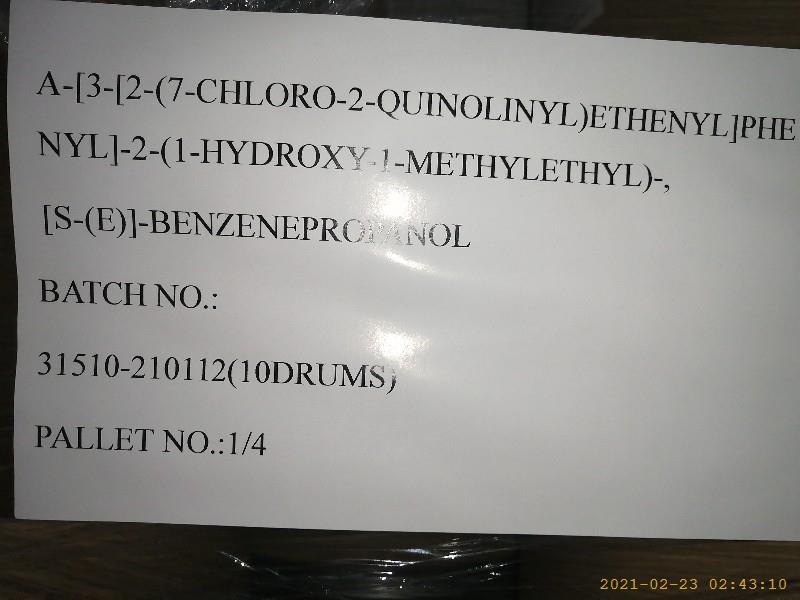 A-[3-[2-(7-CHLORO-2-QUINOLINYL)ETHENYL]PHE
NYL]-2-(1-HYDROXY-1-METHYLETHYL)-,
[S-(E)]-BENZENEPROPANOL
BATCH NO.:
31510-210112(10DRUMS)
PALLET NO.:1/4
2021-02-23 02:43:10